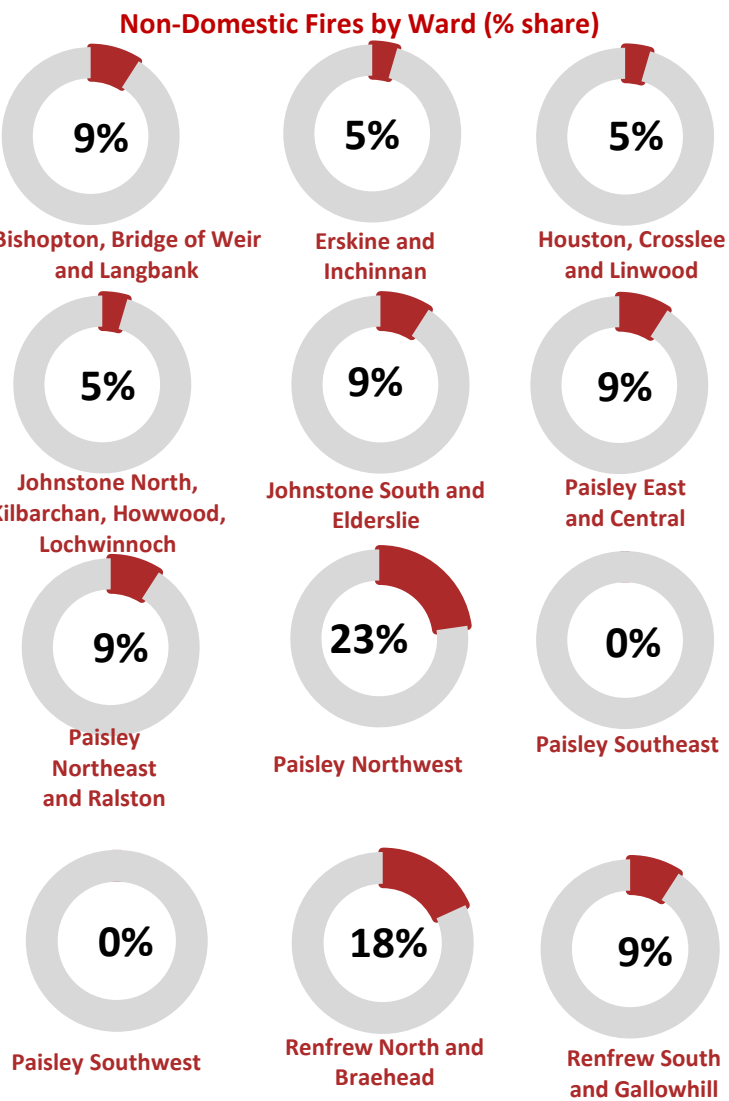 Non-Domestic Fires by Ward (% share)
9%
5%
5%
Bishopton, Bridge of Weir
and Langbank
Erskine and
Inchinnan
Houston, Crosslee
and Linwood
5%
9%
9%
Johnstone North,
Kilbarchan, Howwood,
Lochwinnoch
Johnstone South and
Elderslie
Paisley East
and Central
9%
23%
0%
Paisley
Northeast
and Ralston
Paisley Northwest
Paisley Southeast
0%
18%
9%
Paisley Southwest
Renfrew North and
Braehead
Renfrew South
and Gallowhill